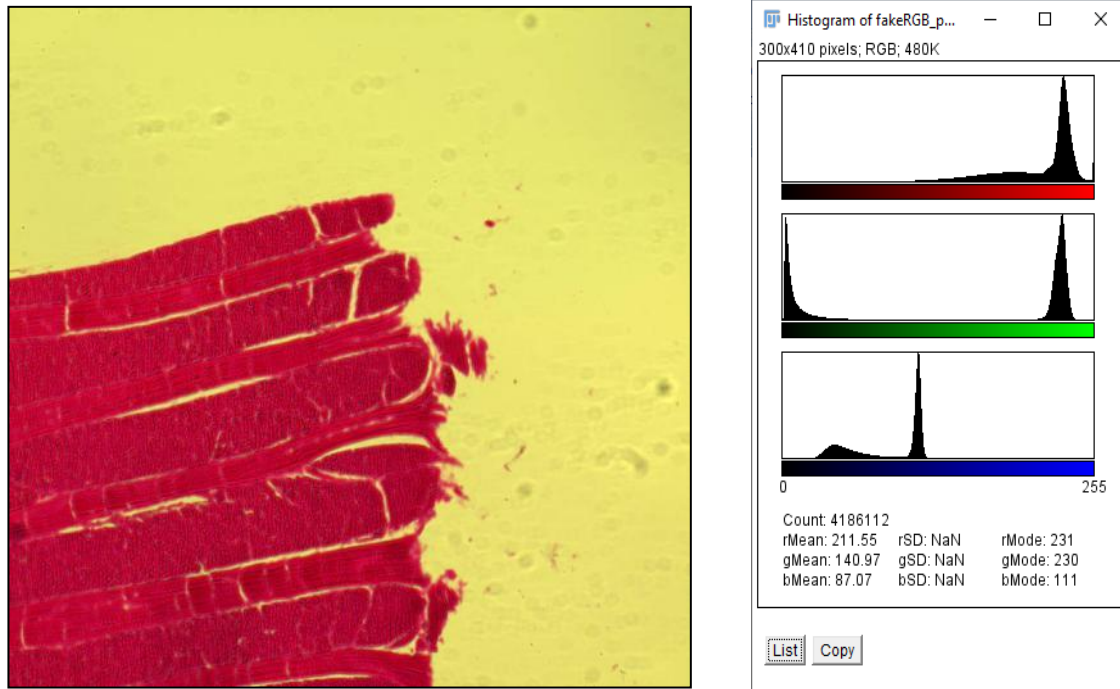 Histogram of fakeRGB_p...
300x410 pixels; RGB; 480K
0 255
Count: 4186112
rMean: 211.55 rSD: NaN rMode: 231
gMean: 140.97 gSD: NaN gMode: 230
bMean: 87.07 bSD: NaN bMode: 111
List Copy